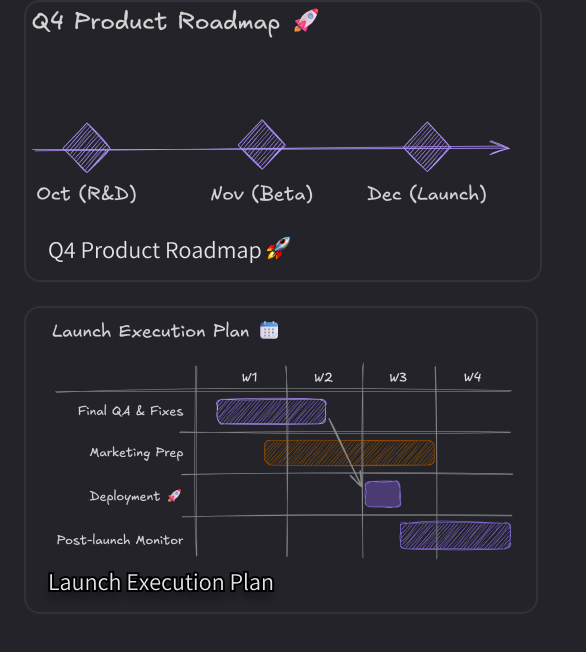 Q4 Product Roadmap 🚀
Oct (R&D) Nov (Beta) Dec (Launch)
Q4 Product Roadmap 🚀
Launch Execution Plan 🗓️
W1 W2 W3 W4
Final QA & Fixes
Marketing Prep
Deployment 🚀
Post-launch Monitor
Launch Execution Plan